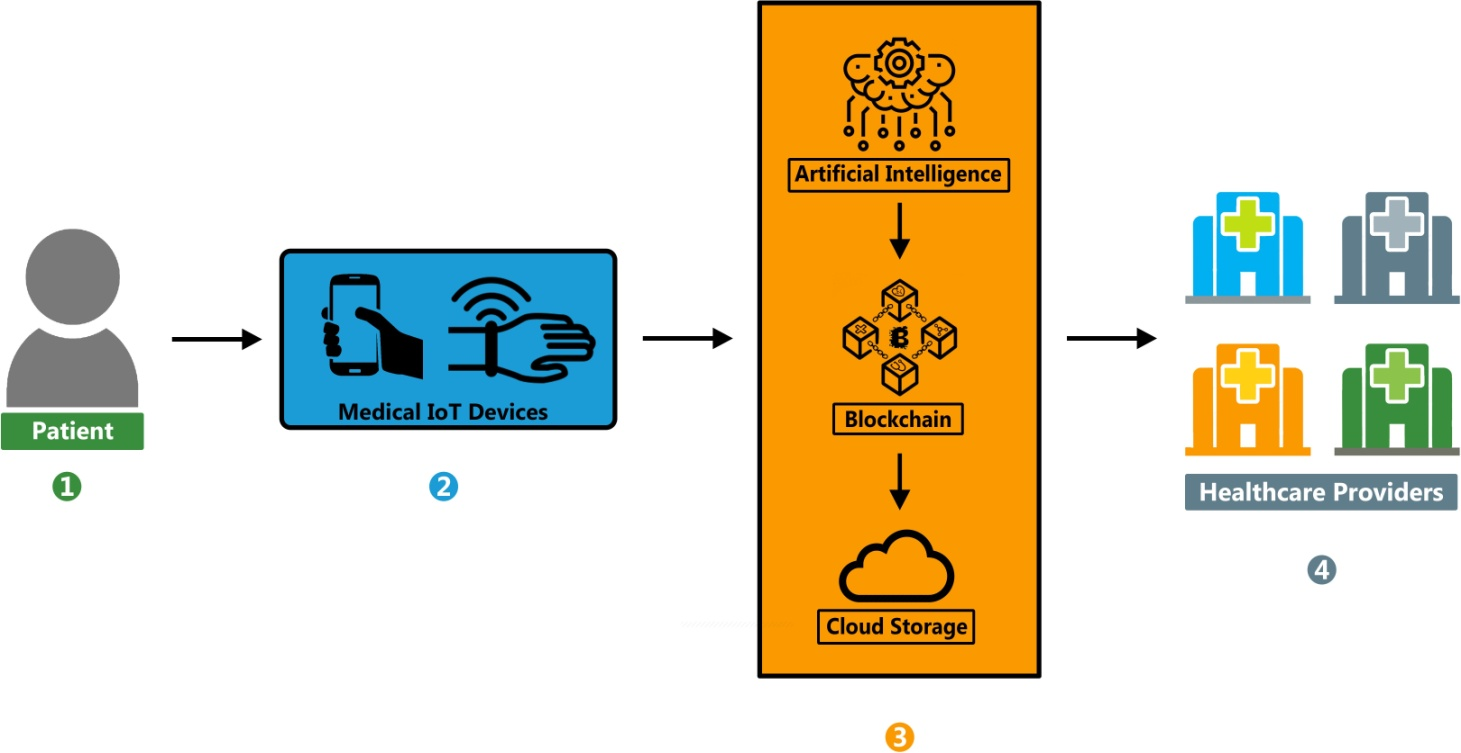 Patient
1
Medical IoT Devices
2
Artificial Intelligence
Blockchain
Cloud Storage
3
Healthcare Providers
4